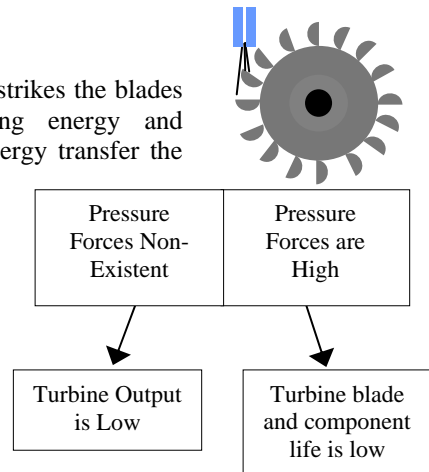 strikes the blades
ng energy and
ergy transfer the
Pressure
Forces Non-
Existent
Pressure
Forces are
High
Turbine Output
is Low
Turbine blade
and component
life is low